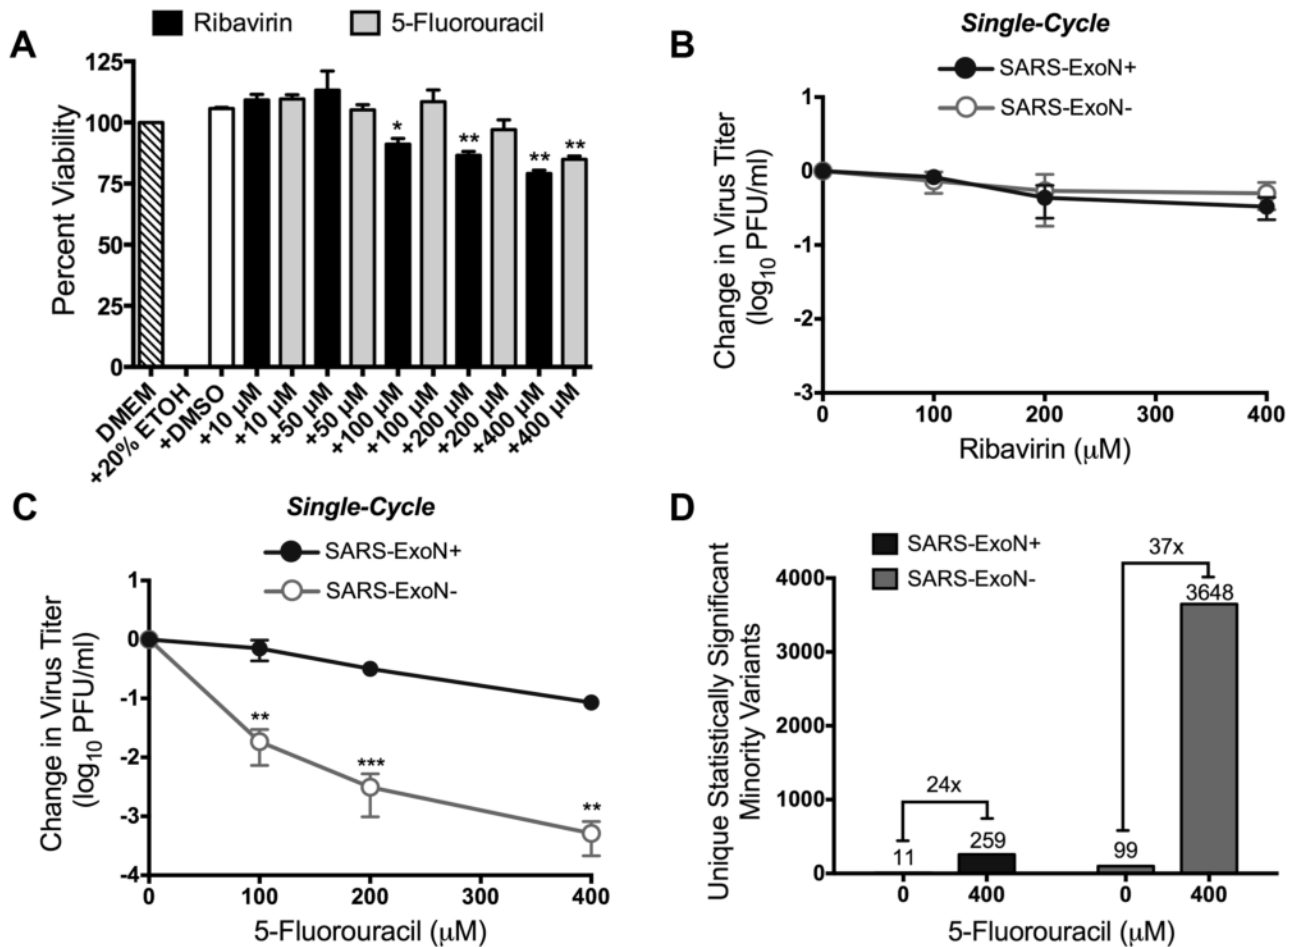 A
Ribavirin
5-Fluorouracil
Percent Viability
125
100
75
50
25
0
*
**
**
**
DMEM
+20% ETOH
+DMSO
+10 µM
+10 µM
+50 µM
+50 µM
+100 µM
+100 µM
+200 µM
+200 µM
+400 µM
+400 µM
B
Single-Cycle
SARS-ExoN+
SARS-ExoN-
Change in Virus Titer
(log10 PFU/ml)
1
0
-1
-2
-3
0
100
200
300
400
Ribavirin (µM)
C
Single-Cycle
SARS-ExoN+
SARS-ExoN-
Change in Virus Titer
(log10 PFU/ml)
1
0
-1
-2
-3
-4
**
***
**
0
100
200
300
400
5-Fluorouracil (µM)
D
SARS-ExoN+
SARS-ExoN-
Unique Statistically Significant
Minority Variants
4000
3000
2000
1000
0
24x
37x
11
259
99
3648
0
400
0
400
5-Fluorouracil (µM)